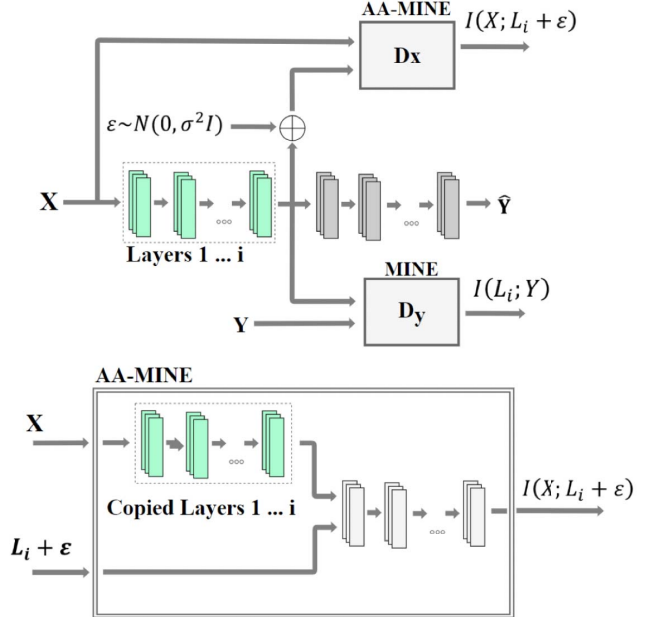 AA-MINE
I(X; L_i + ε)
Dx
ε~N(0, σ²I)
X
Ŷ
Layers 1 ... i
MINE
I(L_i; Y)
Dy
Y
AA-MINE
X
Copied Layers 1 ... i
I(X; L_i + ε)
L_i + ε